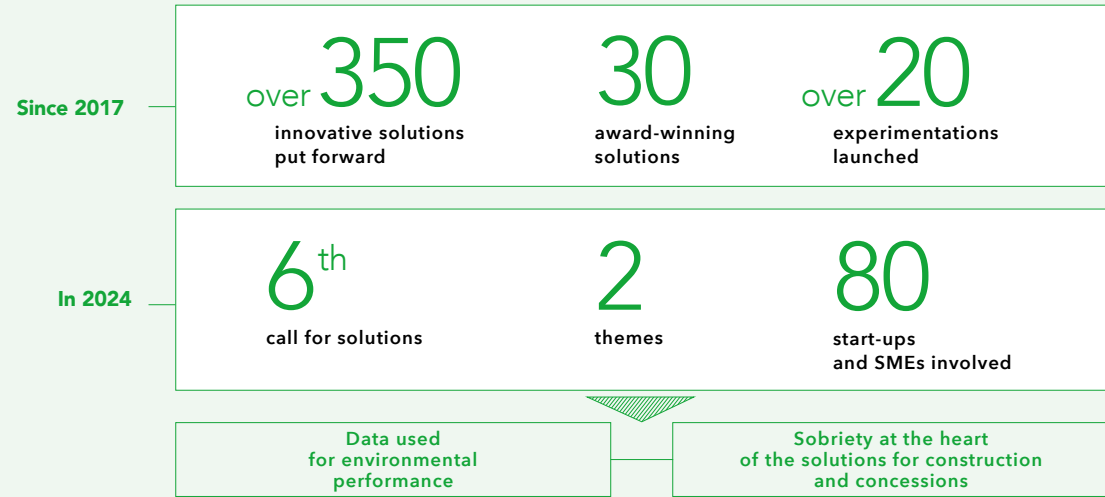 Since 2017
over 350
innovative solutions
put forward
30
award-winning
solutions
over 20
experimentations
launched
In 2024
6th
call for solutions
2
themes
80
start-ups
and SMEs involved
Data used
for environmental
performance
Sobriety at the heart
of the solutions for construction
and concessions